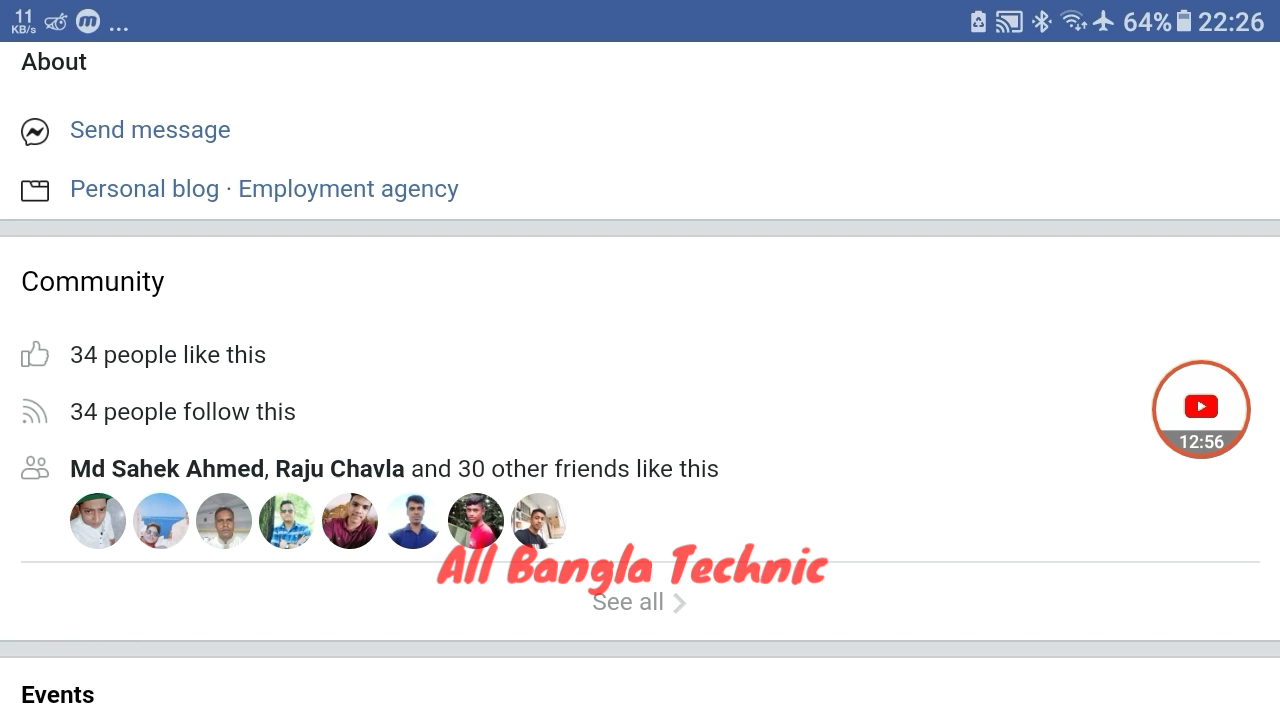 11
KB/s
m
...
64%
22:26
About
Send message
Personal blog · Employment agency
Community
34 people like this
34 people follow this
12:56
Md Sahek Ahmed, Raju Chavla and 30 other friends like this
All Bangla Technic
See all
Events